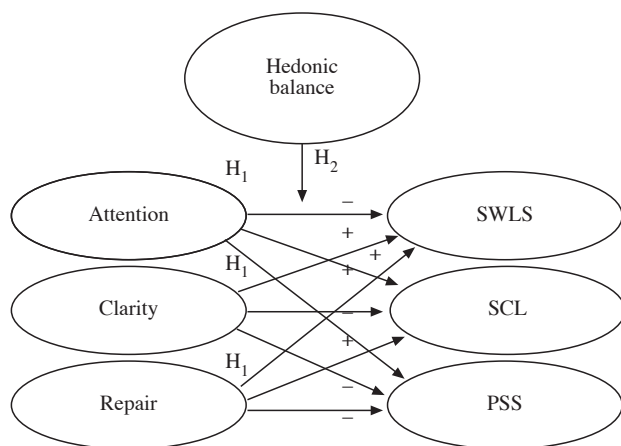 Hedonic
balance
H₂
H₁
Attention
−
SWLS
+
+
H₁
+
Clarity
−
SCL
+
H₁
−
Repair
−
PSS